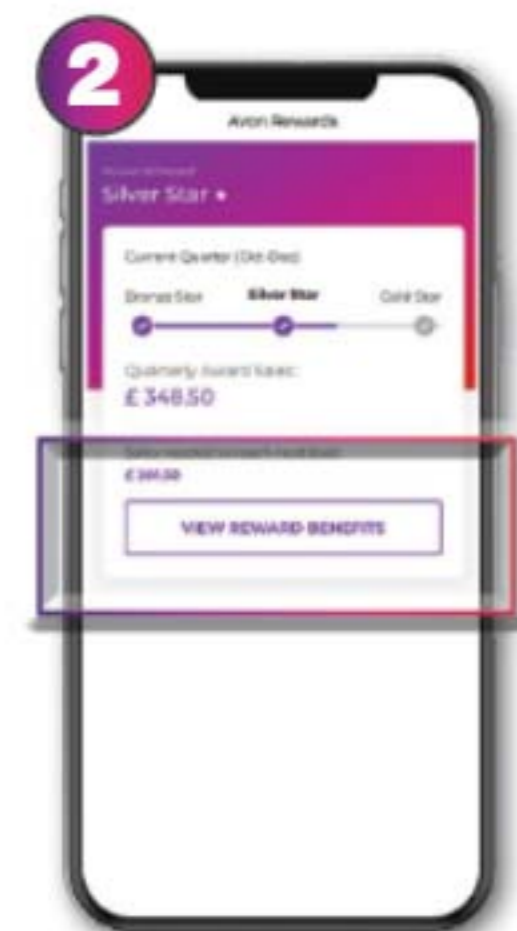 2
Avon Rewards
Silver Star
Current Quarter (Oct-Dec)
Bronze Star Silver Star Gold Star
Quarterly Award Sales:
£ 348.50
VIEW REWARD BENEFITS